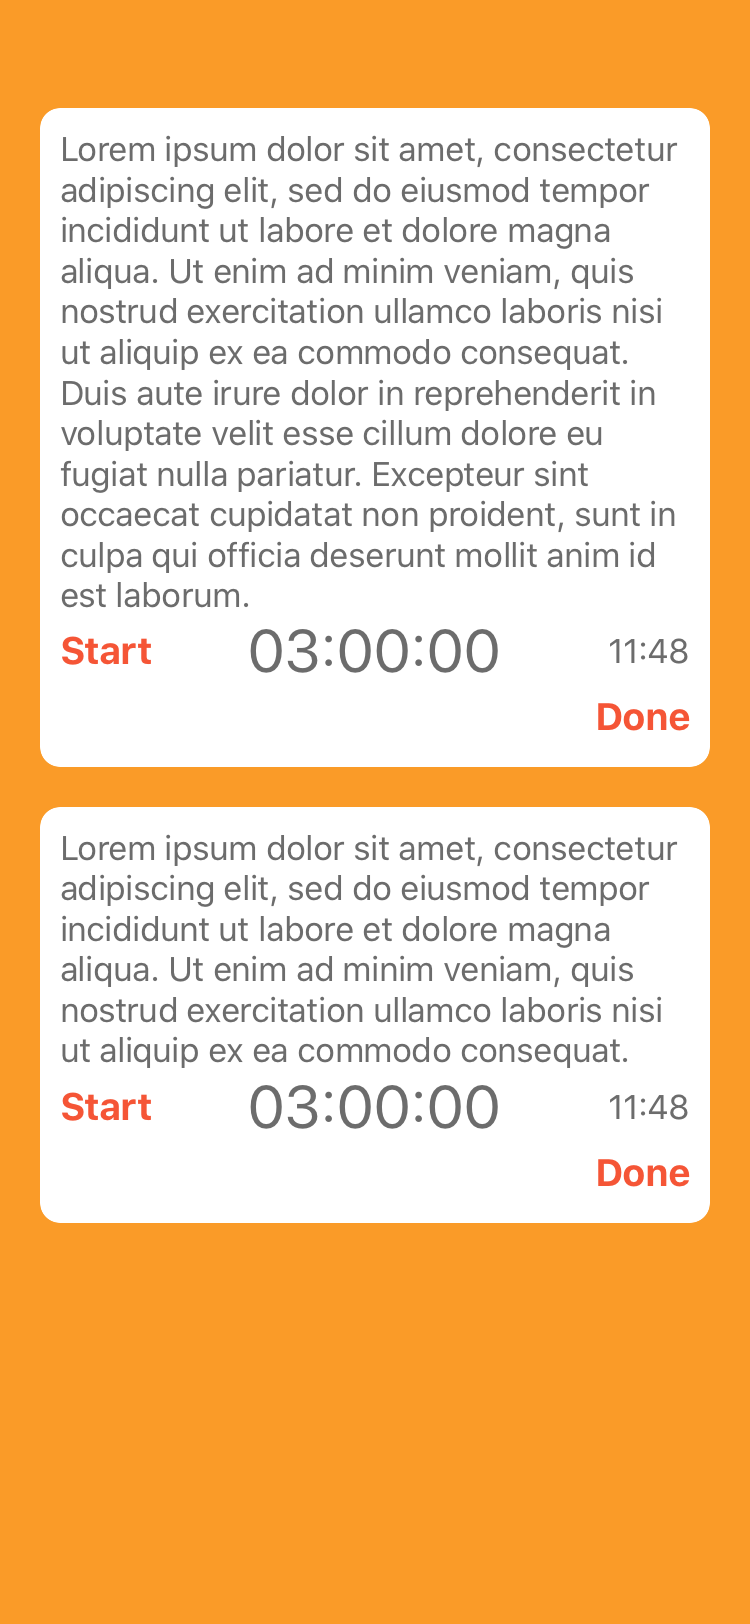 Lorem ipsum dolor sit amet, consectetur
adipiscing elit, sed do eiusmod tempor
incididunt ut labore et dolore magna
aliqua. Ut enim ad minim veniam, quis
nostrud exercitation ullamco laboris nisi
ut aliquip ex ea commodo consequat.
Duis aute irure dolor in reprehenderit in
voluptate velit esse cillum dolore eu
fugiat nulla pariatur. Excepteur sint
occaecat cupidatat non proident, sunt in
culpa qui officia deserunt mollit anim id
est laborum.
Start 03:00:00 11:48
Done
Lorem ipsum dolor sit amet, consectetur
adipiscing elit, sed do eiusmod tempor
incididunt ut labore et dolore magna
aliqua. Ut enim ad minim veniam, quis
nostrud exercitation ullamco laboris nisi
ut aliquip ex ea commodo consequat.
Start 03:00:00 11:48
Done